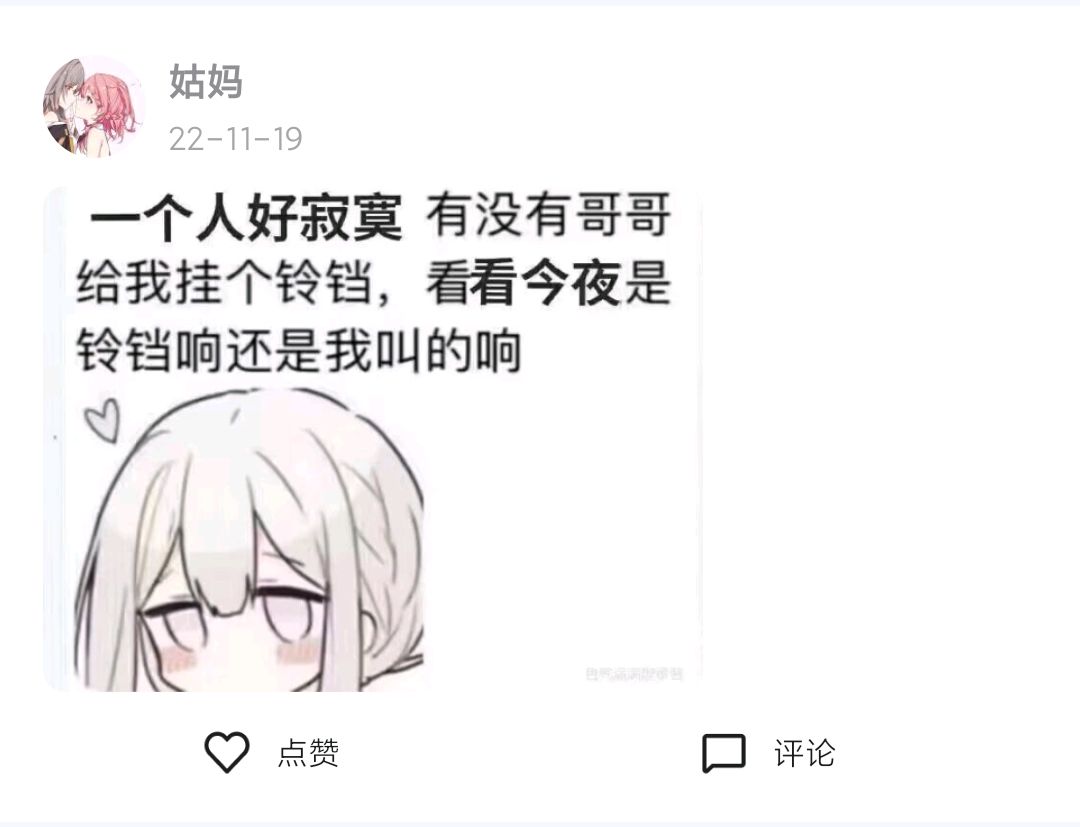 姑妈
22-11-19
一个人好寂寞 有没有哥哥
给我挂个铃铛，看看今夜是
铃铛响还是我叫的响
点赞
评论